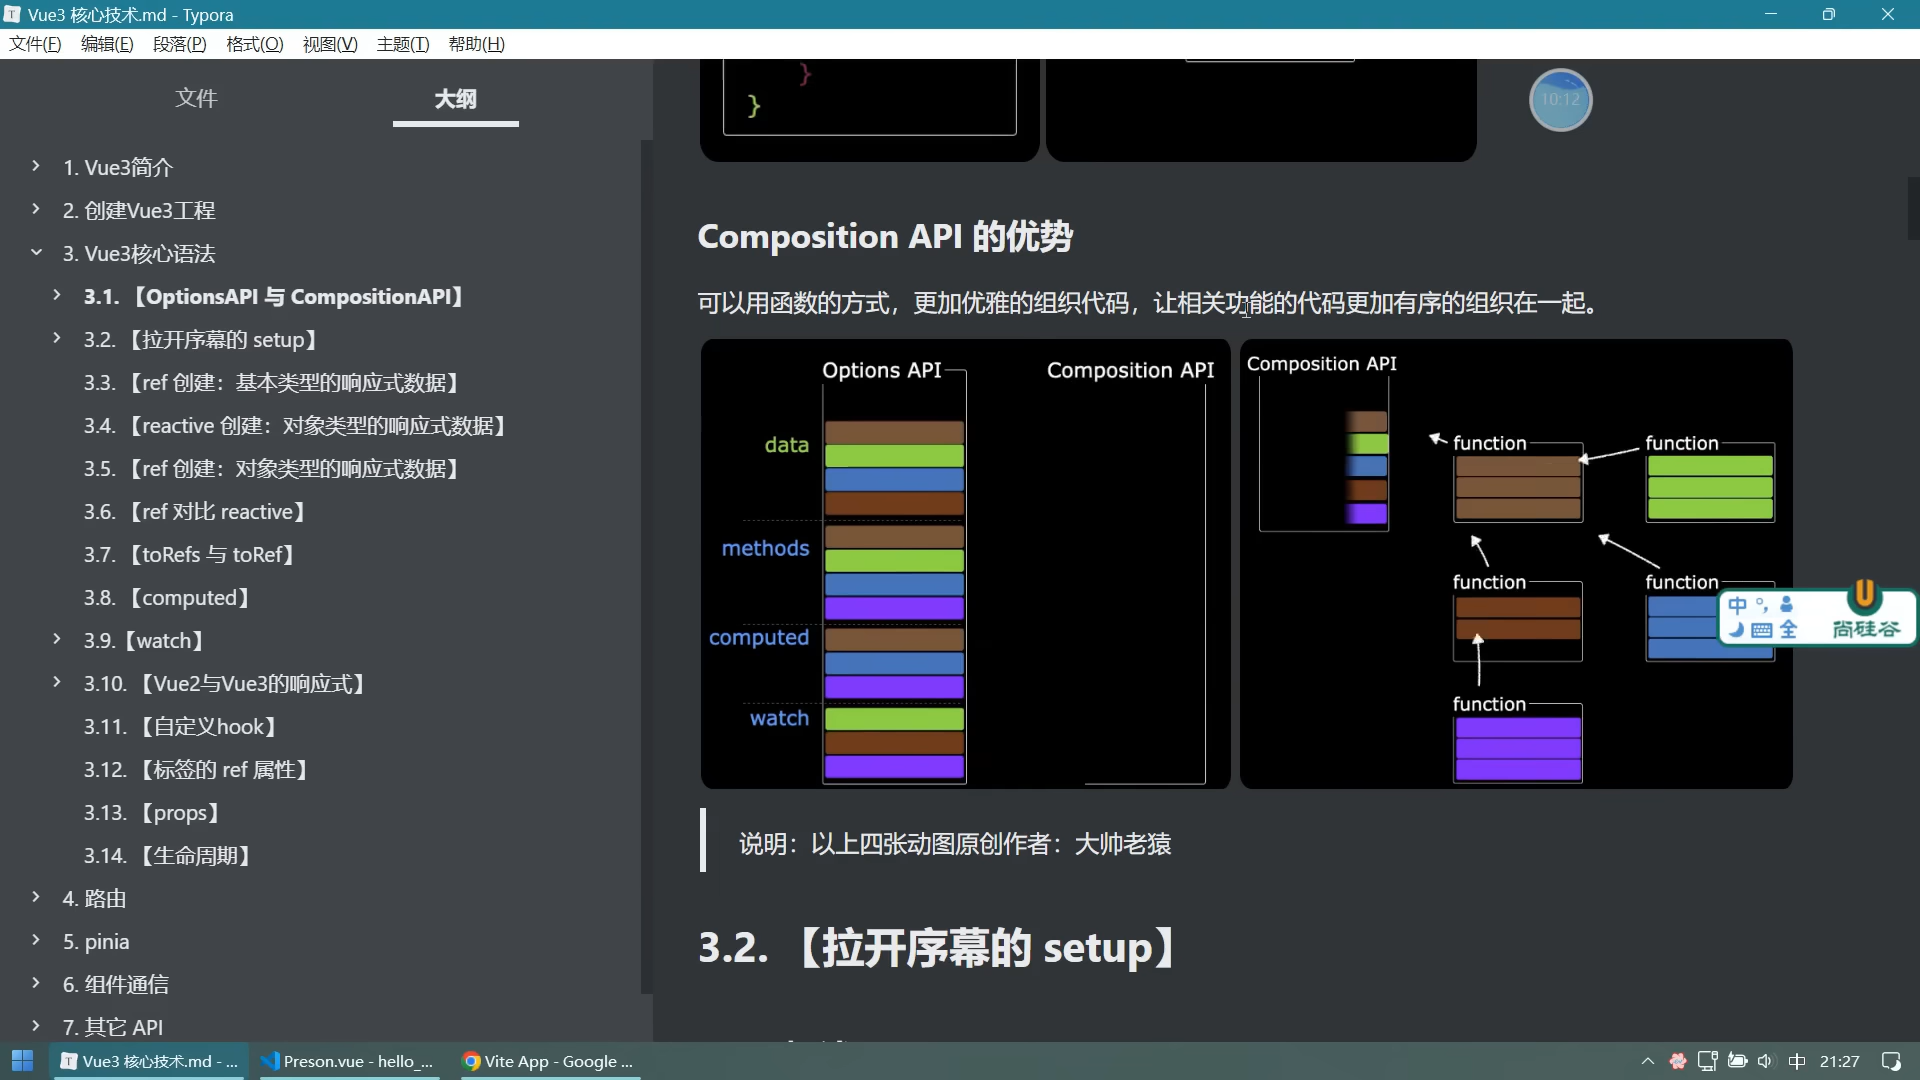 Vue3 核心技术.md - Typora
文件(F) 编辑(E) 段落(P) 格式(O) 视图(V) 主题(T) 帮助(H)
文件 大纲
1. Vue3简介
2. 创建Vue3工程
3. Vue3核心语法
3.1. 【OptionsAPI 与 CompositionAPI】
3.2. 【拉开序幕的 setup】
3.3. 【ref 创建：基本类型的响应式数据】
3.4. 【reactive 创建：对象类型的响应式数据】
3.5. 【ref 创建：对象类型的响应式数据】
3.6. 【ref 对比 reactive】
3.7. 【toRefs 与 toRef】
3.8. 【computed】
3.9.【watch】
3.10. 【Vue2与Vue3的响应式】
3.11. 【自定义hook】
3.12. 【标签的 ref 属性】
3.13. 【props】
3.14. 【生命周期】
4. 路由
5. pinia
6. 组件通信
7. 其它 API
}
}
10:12
Composition API 的优势
可以用函数的方式，更加优雅的组织代码，让相关功能的代码更加有序的组织在一起。
Options API
Composition API
data
methods
computed
watch
Composition API
function
function
function
function
function
中 °,
全
尚硅谷
说明：以上四张动图原创作者：大帅老猿
3.2. 【拉开序幕的 setup】
Vue3 核心技术.md - ...
Preson.vue - hello_...
Vite App - Google ...
中 21:27